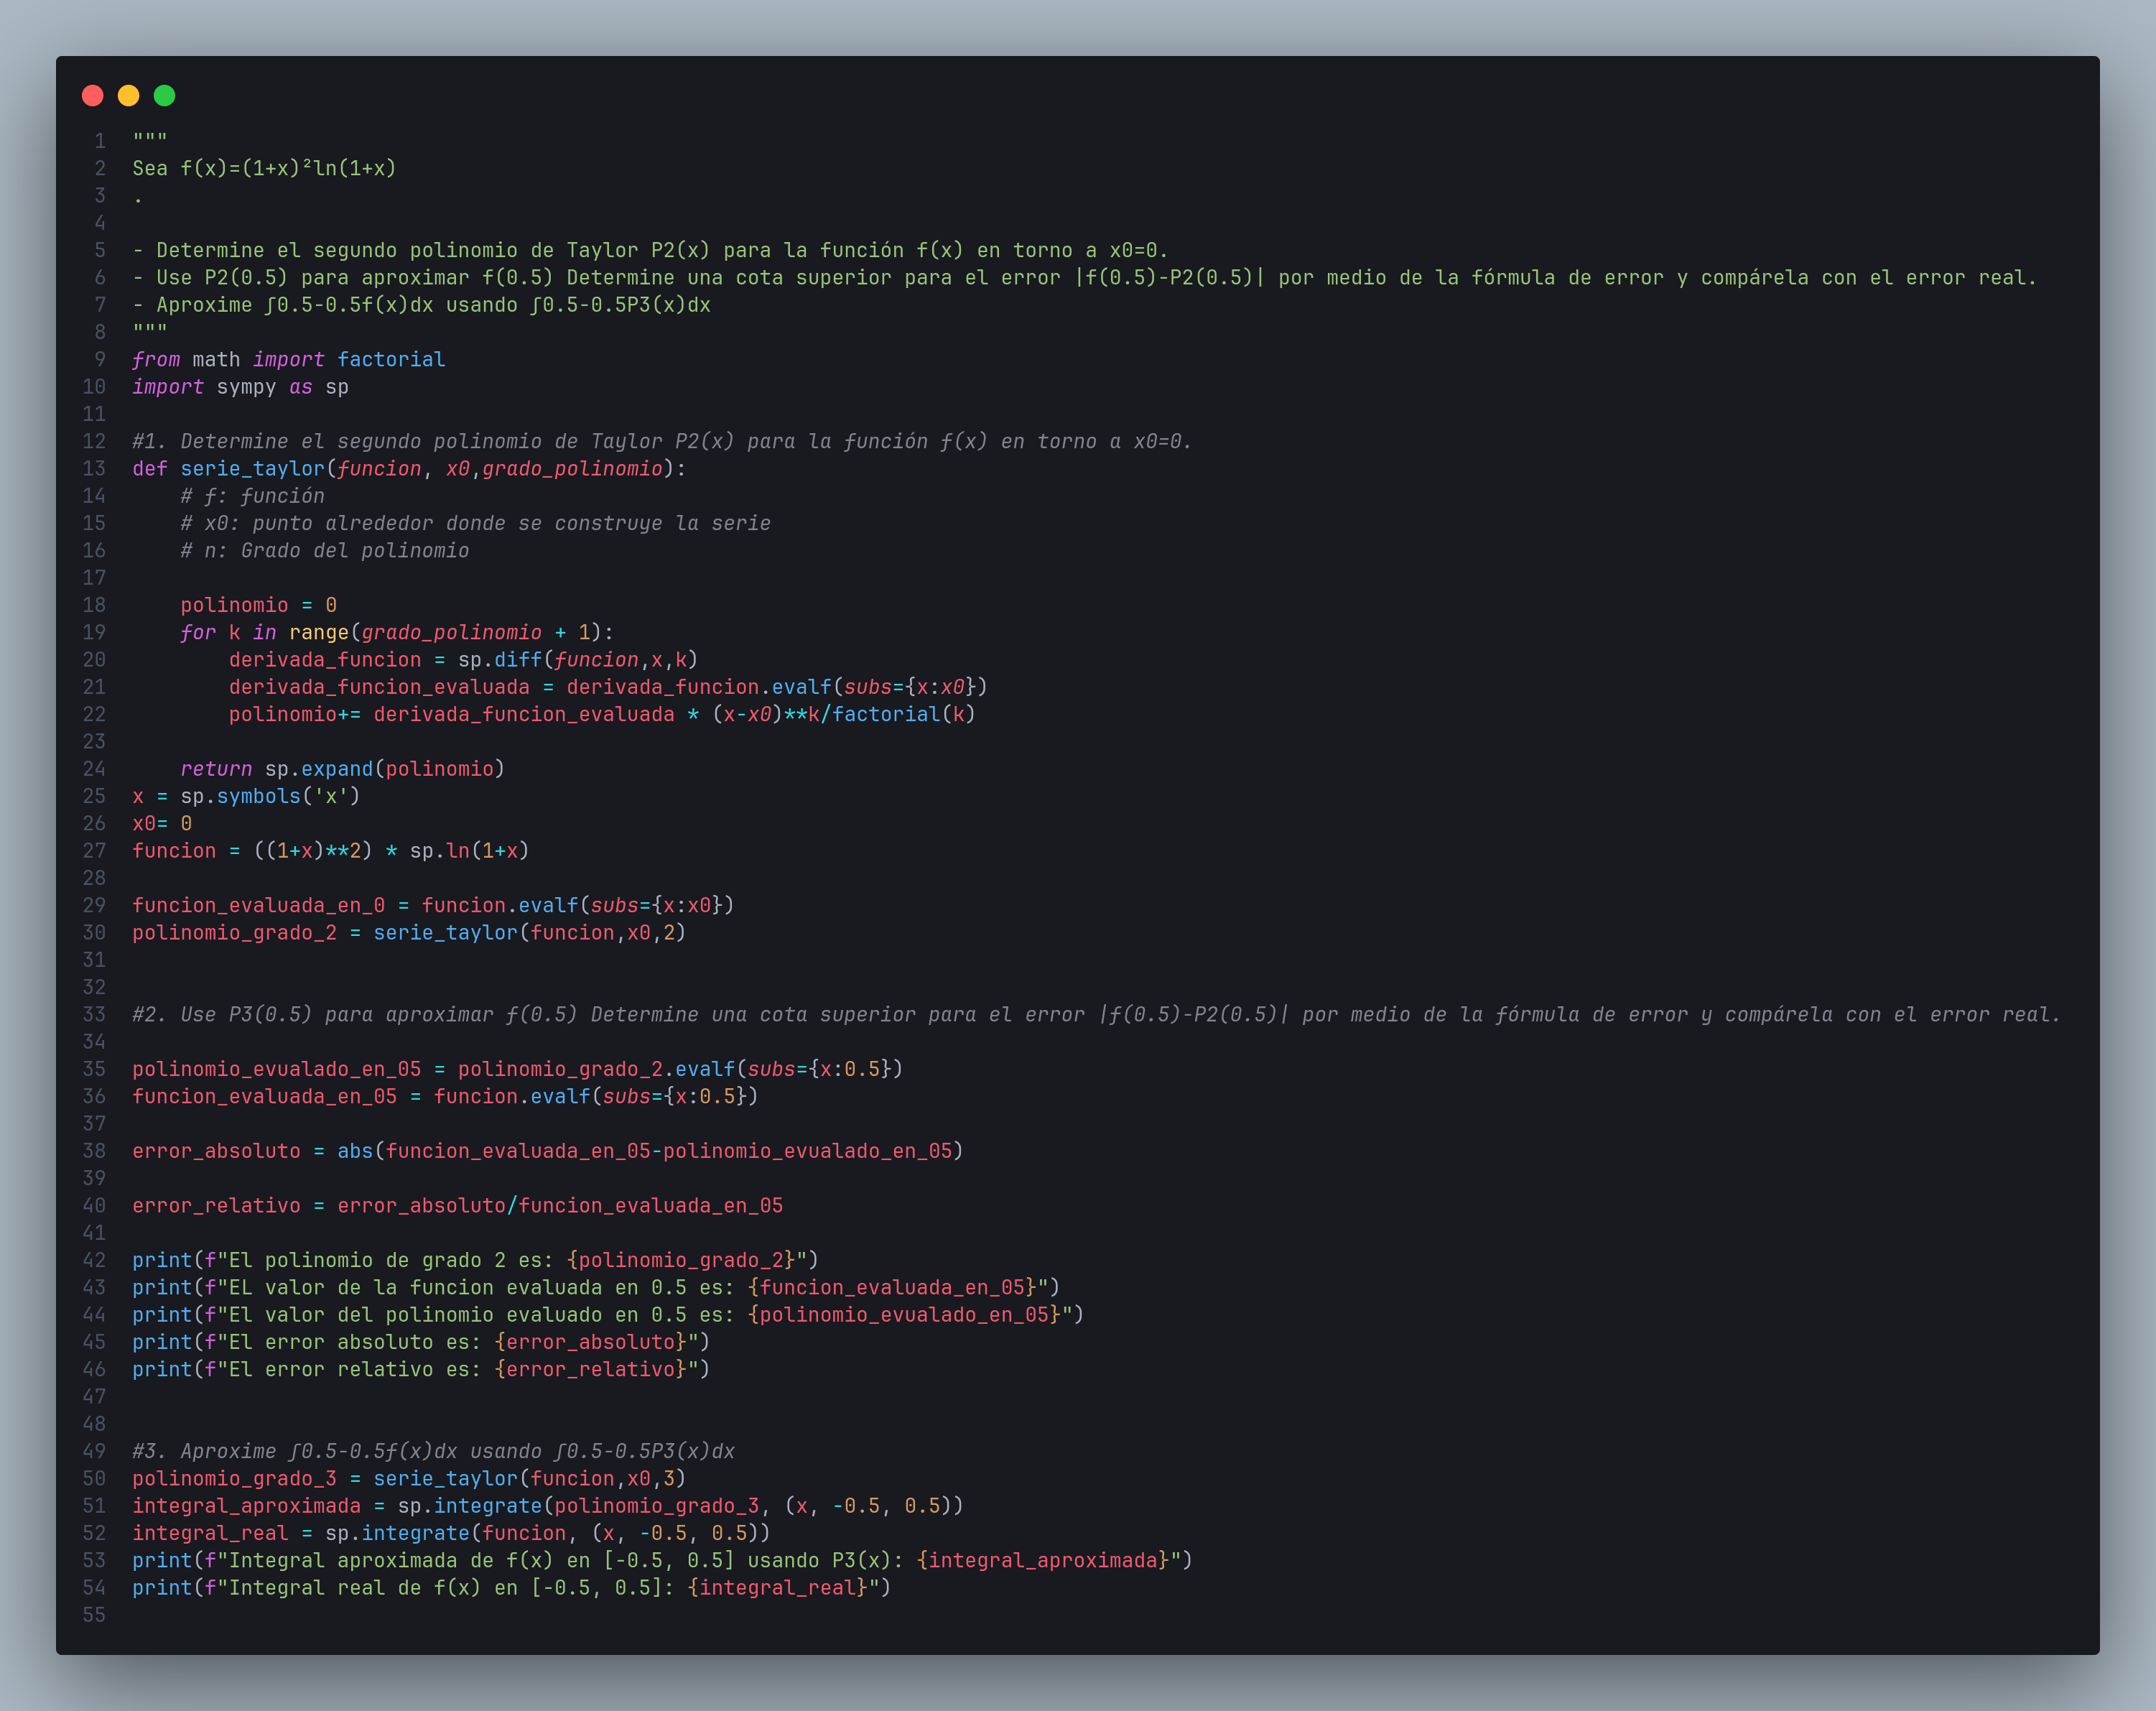 1 """
2 Sea f(x)=(1+x)²ln(1+x)
3 .
4
5 - Determine el segundo polinomio de Taylor P2(x) para la función f(x) en torno a x0=0.
6 - Use P2(0.5) para aproximar f(0.5) Determine una cota superior para el error |f(0.5)-P2(0.5)| por medio de la fórmula de error y compárela con el error real.
7 - Aproxime ∫0.5-0.5f(x)dx usando ∫0.5-0.5P3(x)dx
8 """
9 from math import factorial
10 import sympy as sp
11
12 #1. Determine el segundo polinomio de Taylor P2(x) para la función f(x) en torno a x0=0.
13 def serie_taylor(funcion, x0,grado_polinomio):
14     # f: función
15     # x0: punto alrededor donde se construye la serie
16     # n: Grado del polinomio
17
18     polinomio = 0
19     for k in range(grado_polinomio + 1):
20         derivada_funcion = sp.diff(funcion,x,k)
21         derivada_funcion_evaluada = derivada_funcion.evalf(subs={x:x0})
22         polinomio+= derivada_funcion_evaluada * (x-x0)**k/factorial(k)
23
24     return sp.expand(polinomio)
25 x = sp.symbols('x')
26 x0= 0
27 funcion = ((1+x)**2) * sp.ln(1+x)
28
29 funcion_evaluada_en_0 = funcion.evalf(subs={x:x0})
30 polinomio_grado_2 = serie_taylor(funcion,x0,2)
31
32
33 #2. Use P3(0.5) para aproximar f(0.5) Determine una cota superior para el error |f(0.5)-P2(0.5)| por medio de la fórmula de error y compárela con el error real.
34
35 polinomio_evualado_en_05 = polinomio_grado_2.evalf(subs={x:0.5})
36 funcion_evaluada_en_05 = funcion.evalf(subs={x:0.5})
37
38 error_absoluto = abs(funcion_evaluada_en_05-polinomio_evualado_en_05)
39
40 error_relativo = error_absoluto/funcion_evaluada_en_05
41
42 print(f"El polinomio de grado 2 es: {polinomio_grado_2}")
43 print(f"EL valor de la funcion evaluada en 0.5 es: {funcion_evaluada_en_05}")
44 print(f"El valor del polinomio evaluado en 0.5 es: {polinomio_evualado_en_05}")
45 print(f"El error absoluto es: {error_absoluto}")
46 print(f"El error relativo es: {error_relativo}")
47
48
49 #3. Aproxime ∫0.5-0.5f(x)dx usando ∫0.5-0.5P3(x)dx
50 polinomio_grado_3 = serie_taylor(funcion,x0,3)
51 integral_aproximada = sp.integrate(polinomio_grado_3, (x, -0.5, 0.5))
52 integral_real = sp.integrate(funcion, (x, -0.5, 0.5))
53 print(f"Integral aproximada de f(x) en [-0.5, 0.5] usando P3(x): {integral_aproximada}")
54 print(f"Integral real de f(x) en [-0.5, 0.5]: {integral_real}")
55